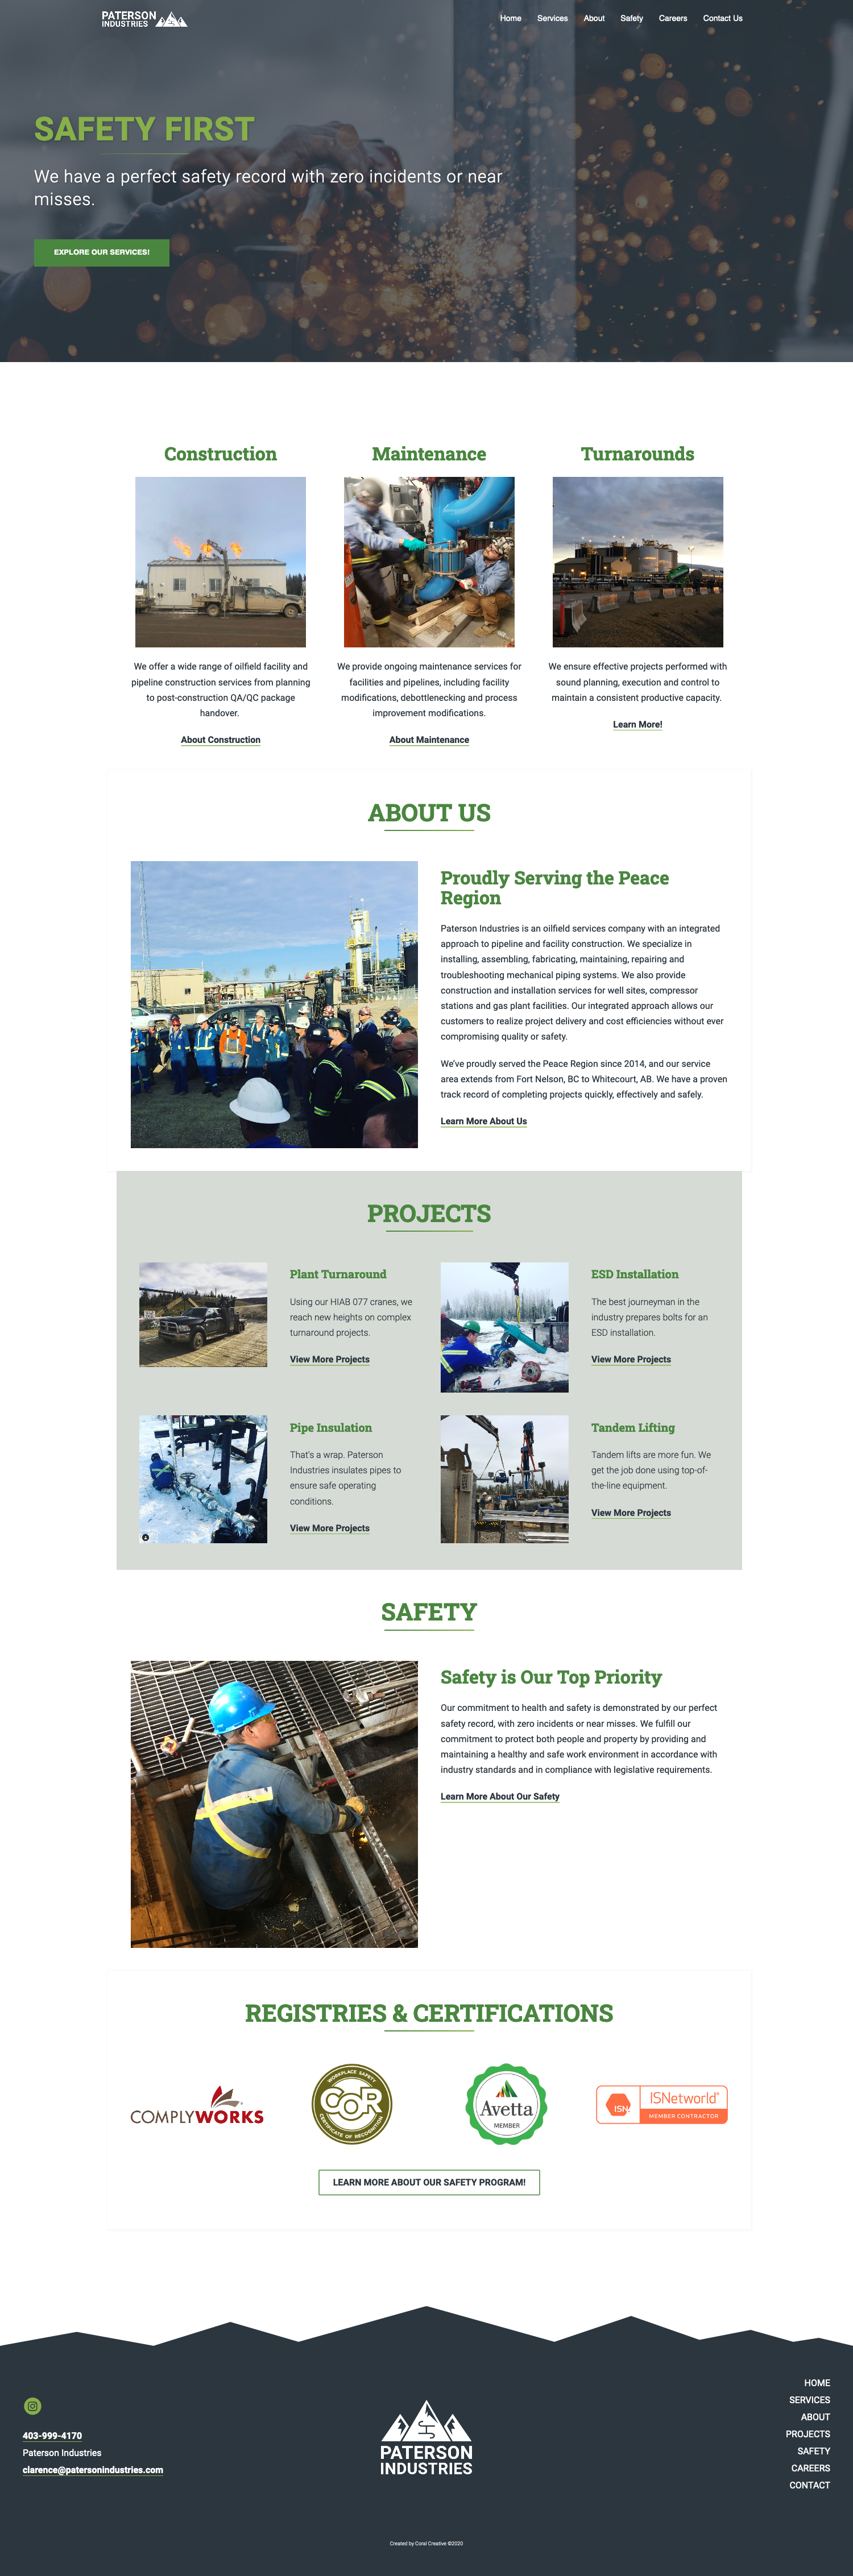 PATERSON
INDUSTRIES
Home Services About Safety Careers Contact Us
SAFETY FIRST
We have a perfect safety record with zero incidents or near
misses.
EXPLORE OUR SERVICES!
Construction
We offer a wide range of oilfield facility and
pipeline construction services from planning
to post-construction QA/QC package
handover.
About Construction
Maintenance
We provide ongoing maintenance services for
facilities and pipelines, including facility
modifications, debottlenecking and process
improvement modifications.
About Maintenance
Turnarounds
We ensure effective projects performed with
sound planning, execution and control to
maintain a consistent productive capacity.
Learn More!
ABOUT US
Proudly Serving the Peace
Region
Paterson Industries is an oilfield services company with an integrated
approach to pipeline and facility construction. We specialize in
installing, assembling, fabricating, maintaining, repairing and
troubleshooting mechanical piping systems. We also provide
construction and installation services for well sites, compressor
stations and gas plant facilities. Our integrated approach allows our
customers to realize project delivery and cost efficiencies without ever
compromising quality or safety.
We've proudly served the Peace Region since 2014, and our service
area extends from Fort Nelson, BC to Whitecourt, AB. We have a proven
track record of completing projects quickly, effectively and safely.
Learn More About Us
PROJECTS
Plant Turnaround
Using our HIAB 077 cranes, we
reach new heights on complex
turnaround projects.
View More Projects
ESD Installation
The best journeyman in the
industry prepares bolts for an
ESD installation.
View More Projects
Pipe Insulation
That's a wrap. Paterson
Industries insulates pipes to
ensure safe operating
conditions.
View More Projects
Tandem Lifting
Tandem lifts are more fun. We
get the job done using top-of-
the-line equipment.
View More Projects
SAFETY
Safety is Our Top Priority
Our commitment to health and safety is demonstrated by our perfect
safety record, with zero incidents or near misses. We fulfill our
commitment to protect both people and property by providing and
maintaining a healthy and safe work environment in accordance with
industry standards and in compliance with legislative requirements.
Learn More About Our Safety
REGISTRIES & CERTIFICATIONS
COMPLYWORKS
WORKPLACE SAFETY
COR
CERTIFICATE OF RECOGNITION
Avetta
MEMBER
ISN
ISNetworld®
MEMBER CONTRACTOR
LEARN MORE ABOUT OUR SAFETY PROGRAM!
403-999-4170
Paterson Industries
clarence@patersonindustries.com
PATERSON
INDUSTRIES
HOME
SERVICES
ABOUT
PROJECTS
SAFETY
CAREERS
CONTACT
Created by Coral Creative ©2020